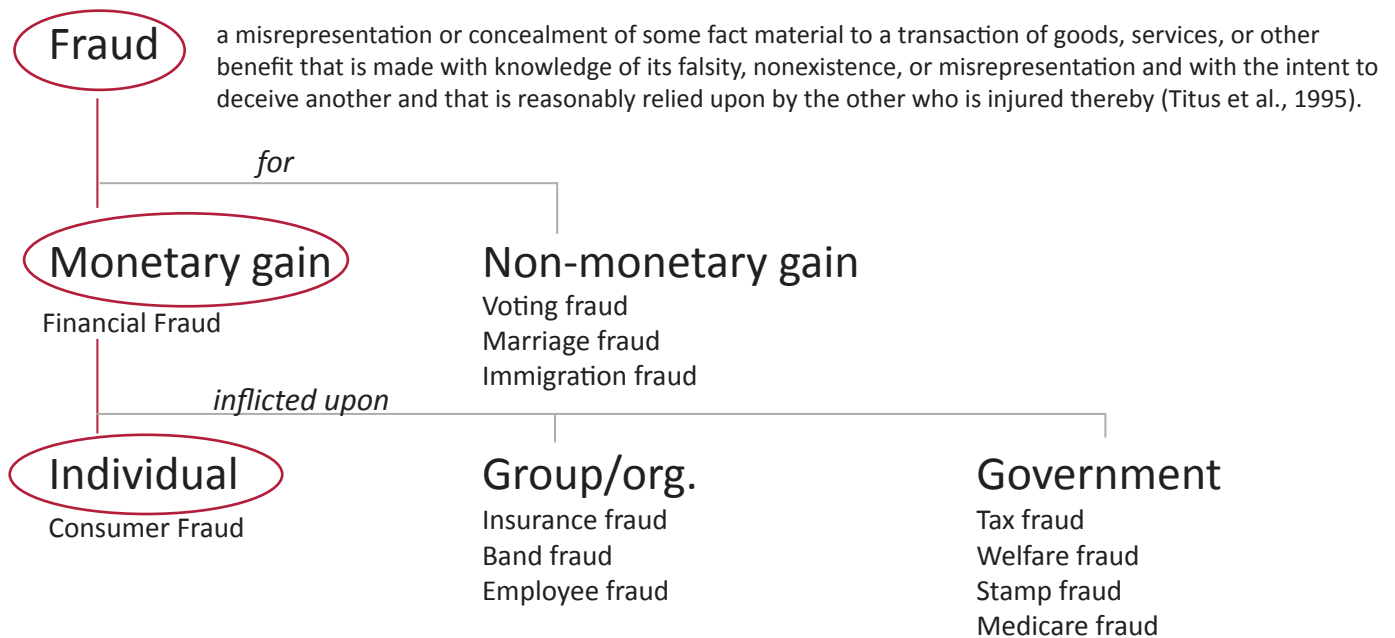 Fraud
a misrepresentation or concealment of some fact material to a transaction of goods, services, or other
benefit that is made with knowledge of its falsity, nonexistence, or misrepresentation and with the intent to
deceive another and that is reasonably relied upon by the other who is injured thereby (Titus et al., 1995).
for
Monetary gain
Financial Fraud
Non-monetary gain
Voting fraud
Marriage fraud
Immigration fraud
inflicted upon
Individual
Consumer Fraud
Group/org.
Insurance fraud
Band fraud
Employee fraud
Government
Tax fraud
Welfare fraud
Stamp fraud
Medicare fraud